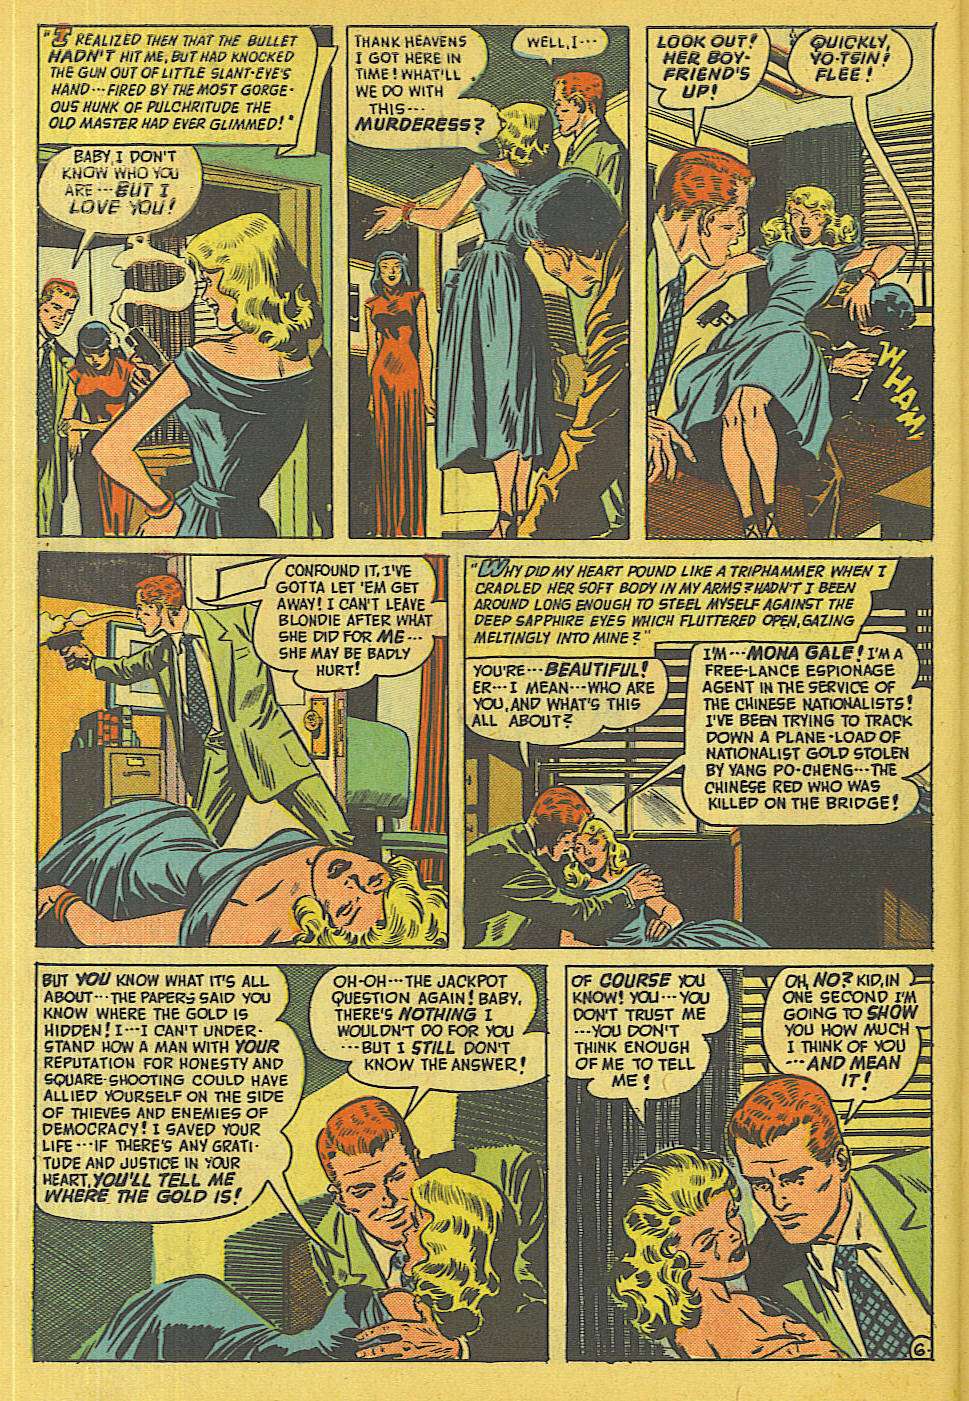 "I REALIZED THEN THAT THE BULLET
HADN'T HIT ME, BUT HAD KNOCKED
THE GUN OUT OF LITTLE SLANT-EYE'S
HAND---FIRED BY THE MOST GORGE-
OUS HUNK OF PULCHRITUDE THE
OLD MASTER HAD EVER GLIMMED!"
BABY, I DON'T
KNOW WHO YOU
ARE---BUT I
LOVE YOU!
THANK HEAVENS
I GOT HERE IN
TIME! WHAT'LL
WE DO WITH
THIS---
MURDERESS?
WELL, I---
LOOK OUT!
HER BOY-
FRIEND'S
UP!
QUICKLY,
YO-TSIN!
FLEE!
WHAM
CONFOUND IT, I'VE
GOTTA LET 'EM GET
AWAY! I CAN'T LEAVE
BLONDIE AFTER WHAT
SHE DID FOR ME---
SHE MAY BE BADLY
HURT!
"WHY DID MY HEART POUND LIKE A TRIPHAMMER WHEN I
CRADLED HER SOFT BODY IN MY ARMS? HADN'T I BEEN
AROUND LONG ENOUGH TO STEEL MYSELF AGAINST THE
DEEP SAPPHIRE EYES WHICH FLUTTERED OPEN, GAZING
MELTINGLY INTO MINE?"
YOU'RE---BEAUTIFUL!
ER---I MEAN---WHO ARE
YOU, AND WHAT'S THIS
ALL ABOUT?
I'M---MONA GALE! I'M A
FREE-LANCE ESPIONAGE
AGENT IN THE SERVICE OF
THE CHINESE NATIONALISTS!
I'VE BEEN TRYING TO TRACK
DOWN A PLANE-LOAD OF
NATIONALIST GOLD STOLEN
BY YANG PO-CHENG---THE
CHINESE RED WHO WAS
KILLED ON THE BRIDGE!
BUT YOU KNOW WHAT IT'S ALL
ABOUT---THE PAPERS SAID YOU
KNOW WHERE THE GOLD IS
HIDDEN! I---I CAN'T UNDER-
STAND HOW A MAN WITH YOUR
REPUTATION FOR HONESTY AND
SQUARE-SHOOTING COULD HAVE
ALLIED YOURSELF ON THE SIDE
OF THIEVES AND ENEMIES OF
DEMOCRACY! I SAVED YOUR
LIFE---IF THERE'S ANY GRATI-
TUDE AND JUSTICE IN YOUR
HEART, YOU'LL TELL ME
WHERE THE GOLD IS!
OH-OH---THE JACKPOT
QUESTION AGAIN! BABY,
THERE'S NOTHING I
WOULDN'T DO FOR YOU
---BUT I STILL DON'T
KNOW THE ANSWER!
OF COURSE YOU
KNOW! YOU---YOU
DON'T TRUST ME
---YOU DON'T
THINK ENOUGH
OF ME TO TELL
ME!
OH, NO? KID, IN
ONE SECOND I'M
GOING TO SHOW
YOU HOW MUCH
I THINK OF YOU
---AND MEAN
IT!
6-